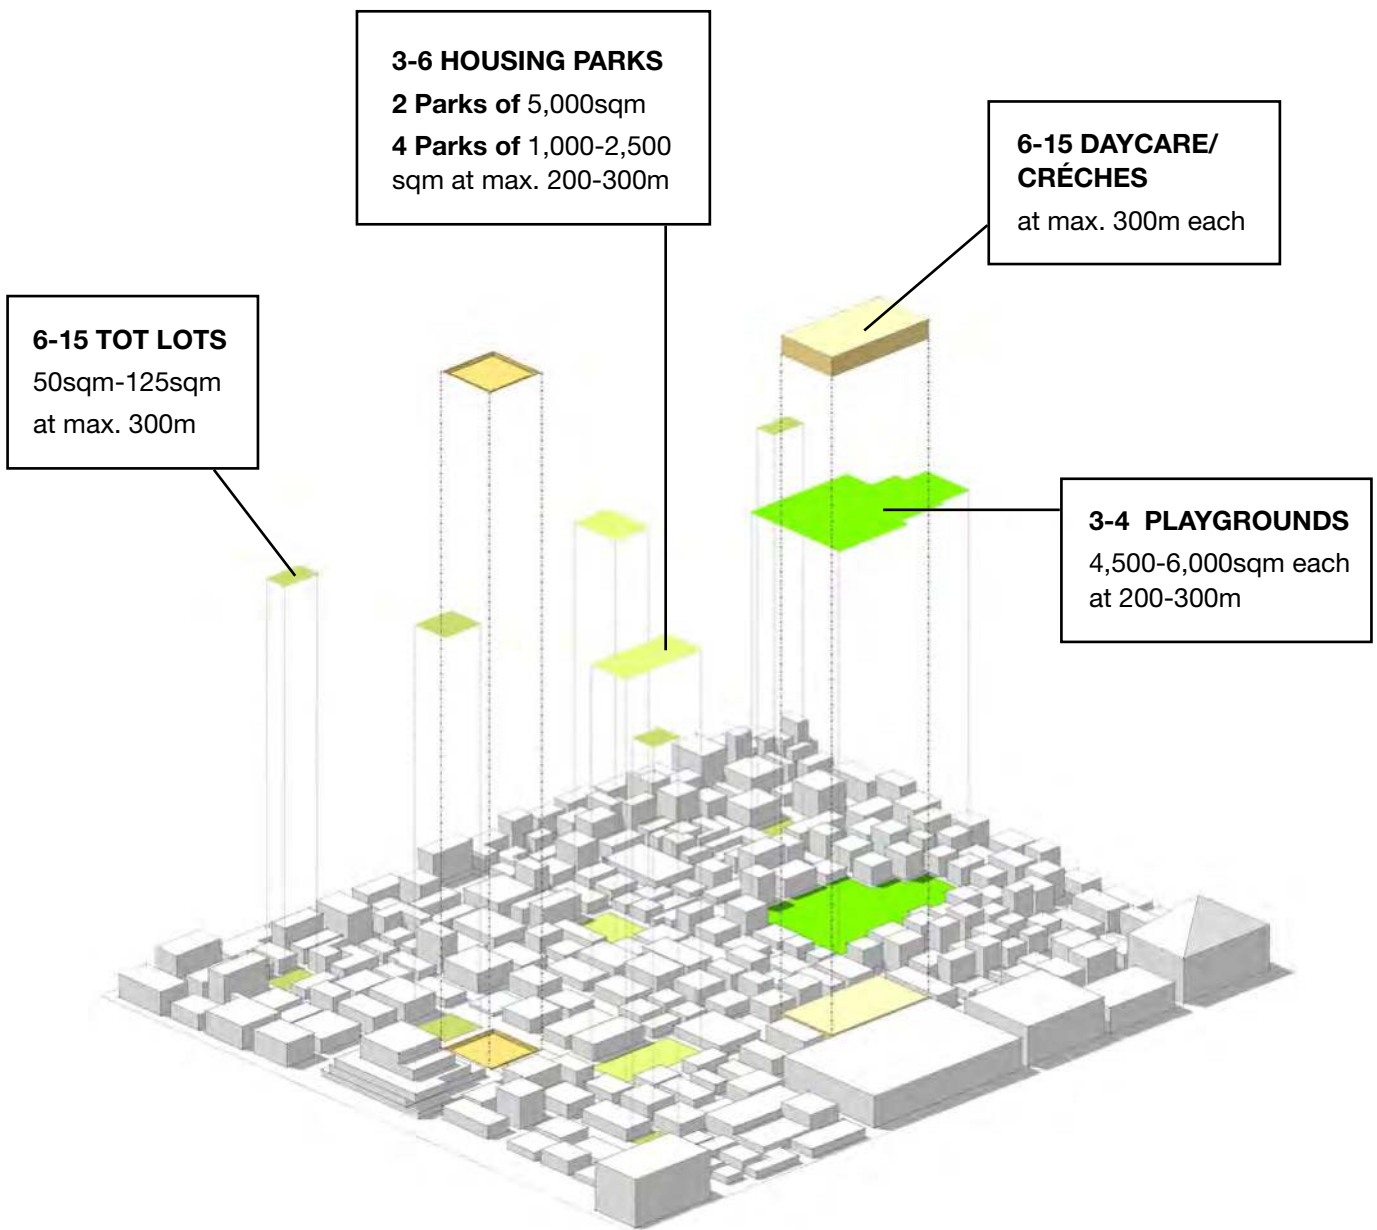 3-6 HOUSING PARKS
2 Parks of 5,000sqm
4 Parks of 1,000-2,500
sqm at max. 200-300m
6-15 DAYCARE/
CRÉCHES
at max. 300m each
6-15 TOT LOTS
50sqm-125sqm
at max. 300m
3-4 PLAYGROUNDS
4,500-6,000sqm each
at 200-300m